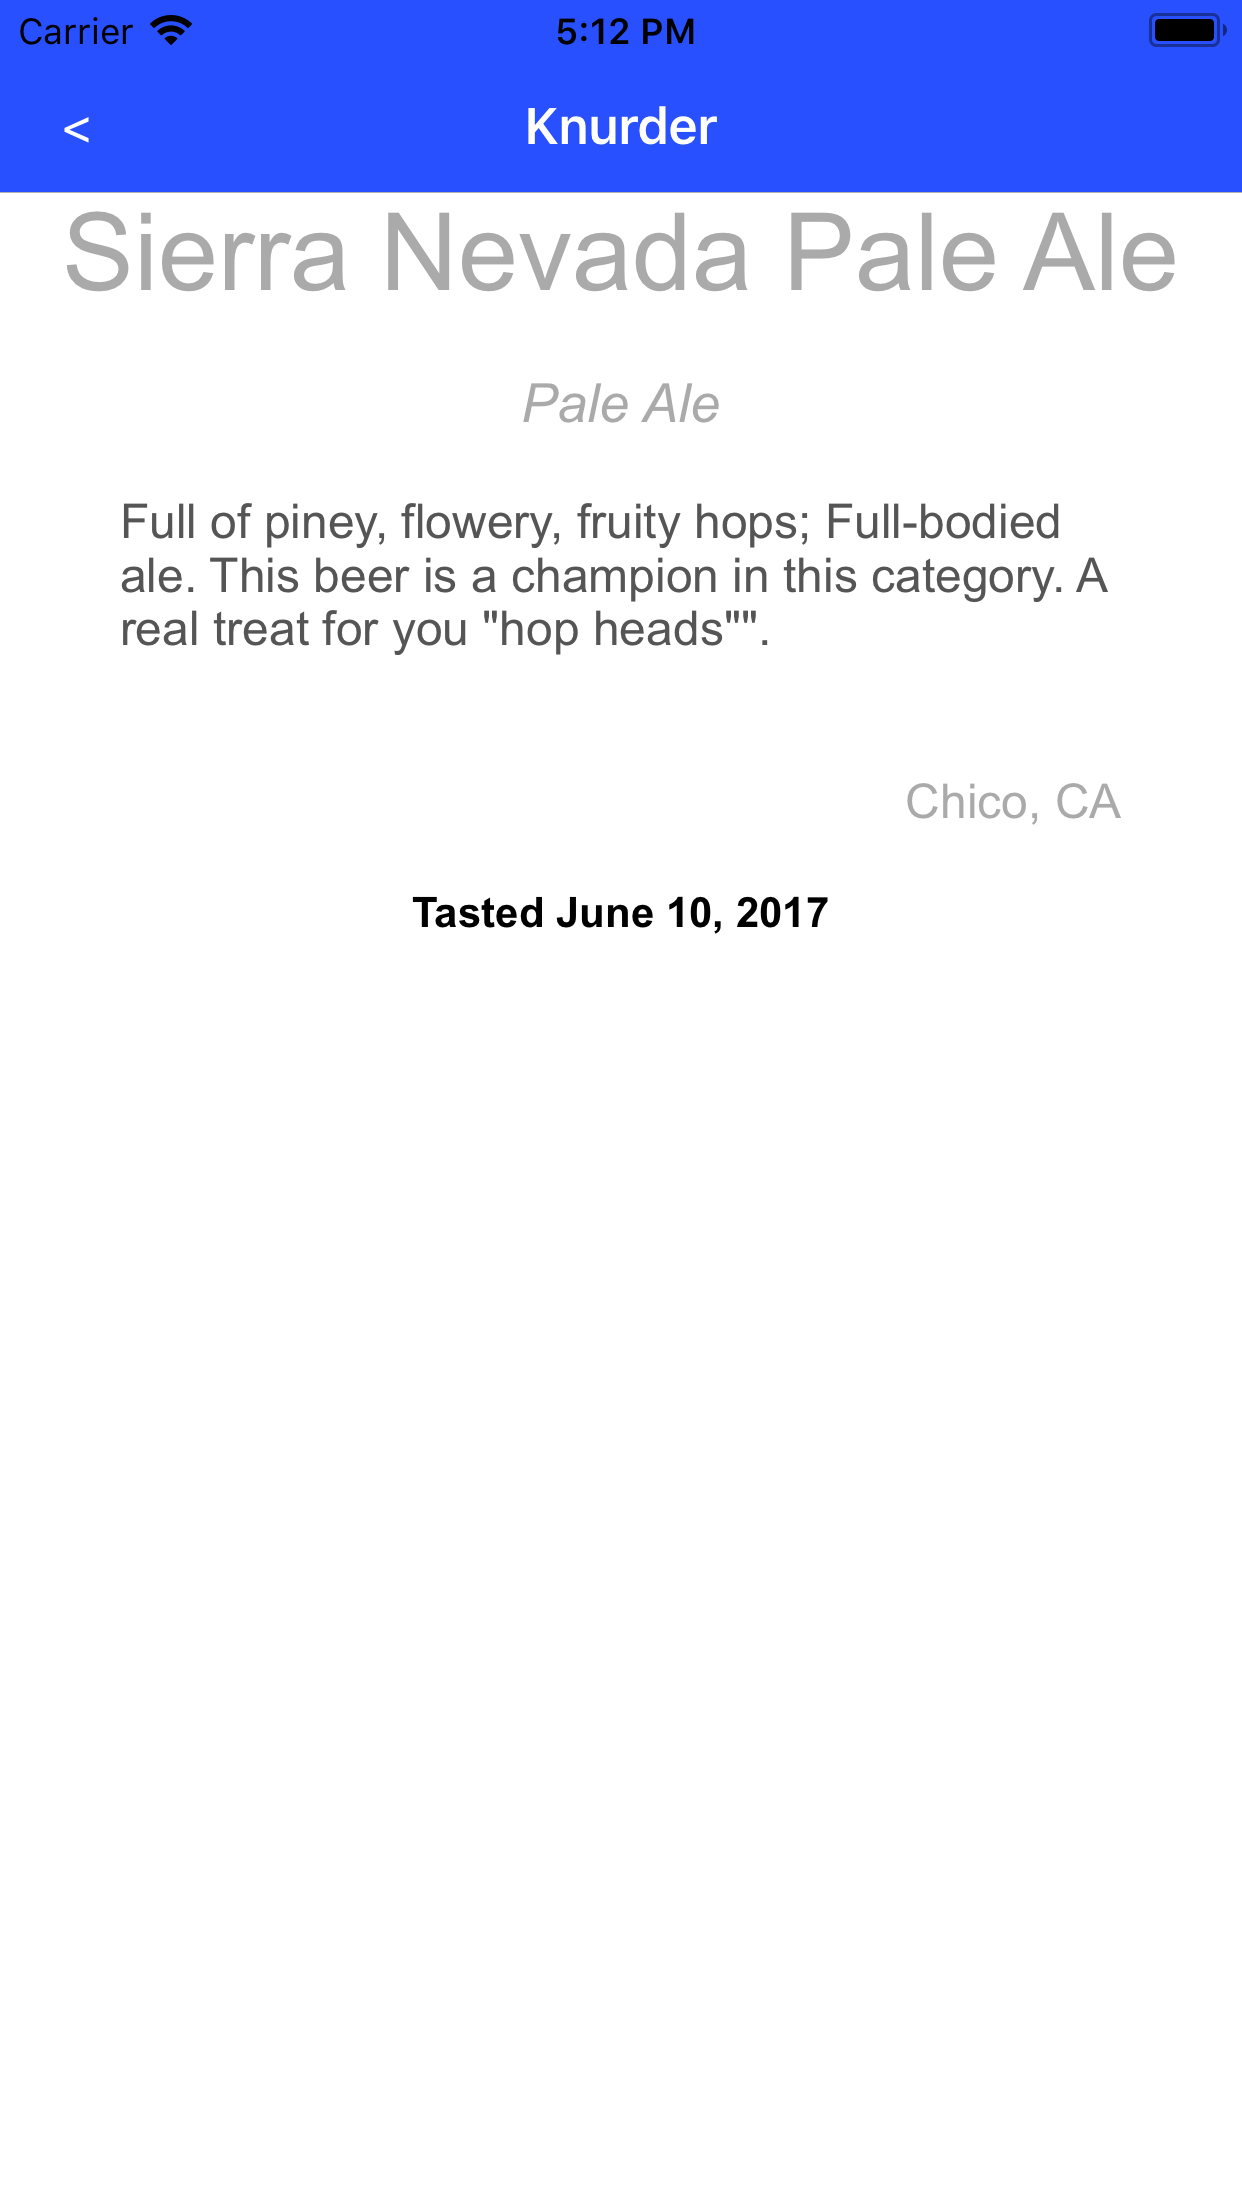 Carrier 5:12 PM
< Knurder
Sierra Nevada Pale Ale
Pale Ale
Full of piney, flowery, fruity hops; Full-bodied
ale. This beer is a champion in this category. A
real treat for you "hop heads"".
Chico, CA
Tasted June 10, 2017